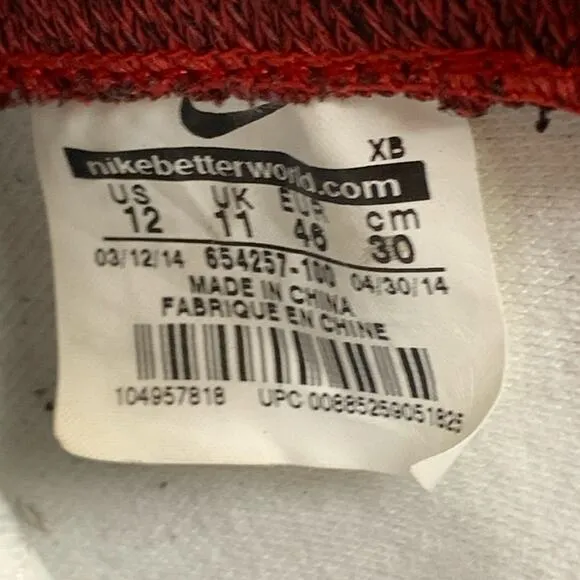 XB
nikebetterworld.com
US UK EUR cm
12 11 46 30
03/12/14 654257-100 04/30/14
MADE IN CHINA
FABRIQUE EN CHINE
104957818 UPC 00885259051825